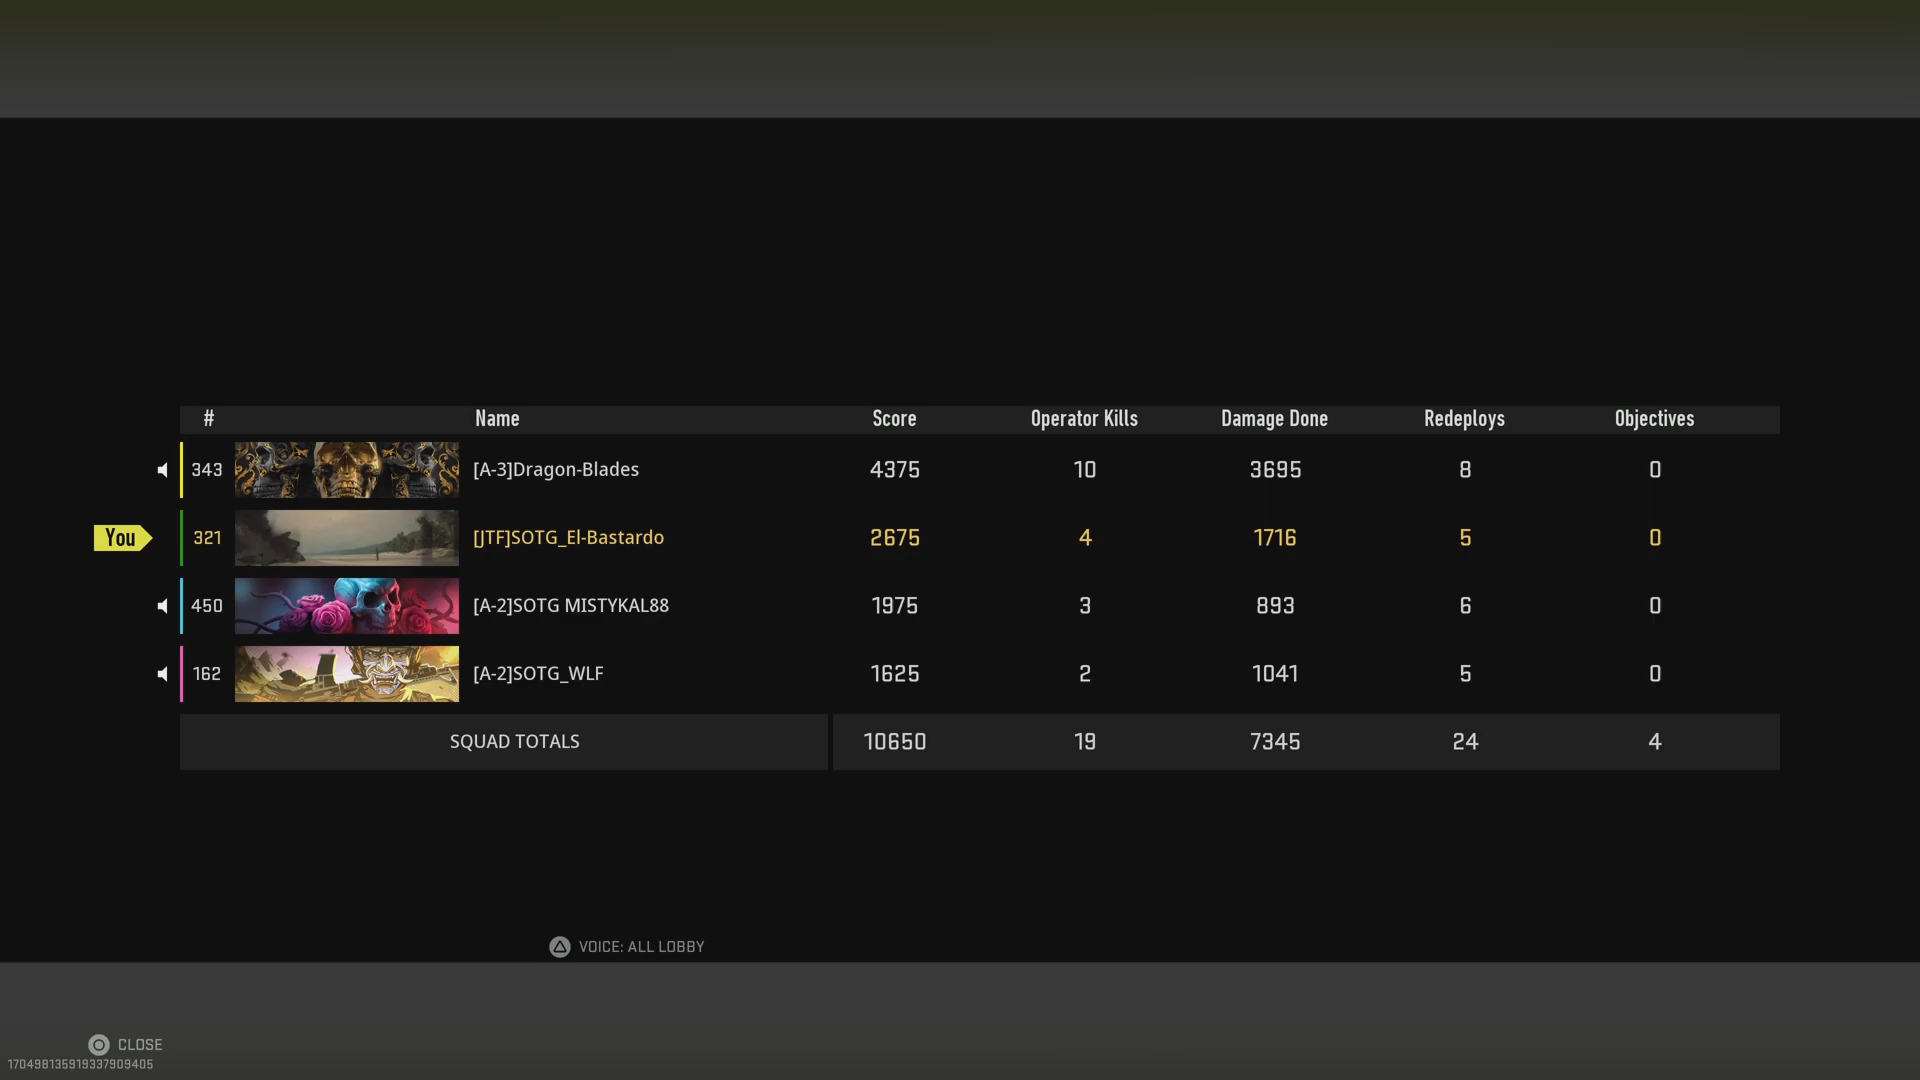 # Name Score Operator Kills Damage Done Redeploys Objectives
343 [A-3]Dragon-Blades 4375 10 3695 8 0
You 321 [JTF]SOTG_El-Bastardo 2675 4 1716 5 0
450 [A-2]SOTG MISTYKAL88 1975 3 893 6 0
162 [A-2]SOTG_WLF 1625 2 1041 5 0
SQUAD TOTALS 10650 19 7345 24 4
VOICE: ALL LOBBY
CLOSE
170498135919337909405